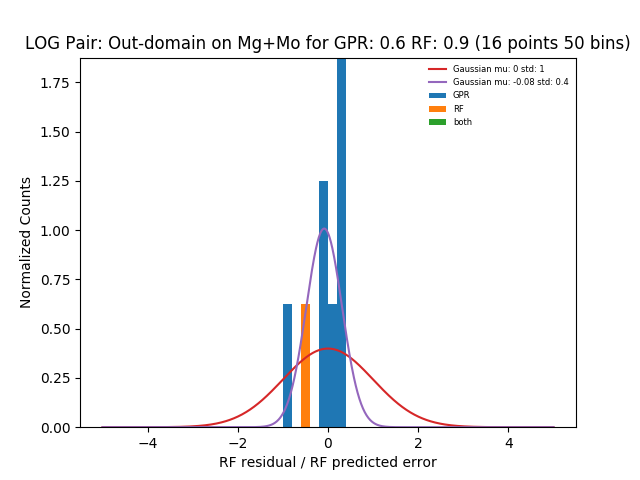 LOG Pair: Out-domain on Mg+Mo for GPR: 0.6 RF: 0.9 (16 points 50 bins)
Gaussian mu: 0 std: 1
Gaussian mu: -0.08 std: 0.4
GPR
RF
both
Normalized Counts
1.75
1.50
1.25
1.00
0.75
0.50
0.25
0.00
−4 −2 0 2 4
RF residual / RF predicted error